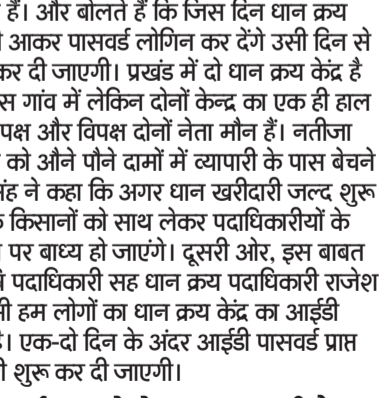 हैं। और बोलते हैं कि जिस दिन धान क्रय
आकर पासवर्ड लोगिन कर देंगे उसी दिन से
कर दी जाएगी। प्रखंड में दो धान क्रय केंद्र है
गांव में लेकिन दोनों केन्द्र का एक ही हाल
पक्ष और विपक्ष दोनों नेता मौन हैं। नतीजा
को औने पौने दामों में व्यापारी के पास बेचने
ने कहा कि अगर धान खरीदारी जल्द शुरू
किसानों को साथ लेकर पदाधिकारीयों के
पर बाध्य हो जाएंगे। दूसरी ओर, इस बाबत
पदाधिकारी सह धान क्रय पदाधिकारी राजेश
हम लोगों का धान क्रय केंद्र का आईडी
। एक-दो दिन के अंदर आईडी पासवर्ड प्राप्त
शुरू कर दी जाएगी।